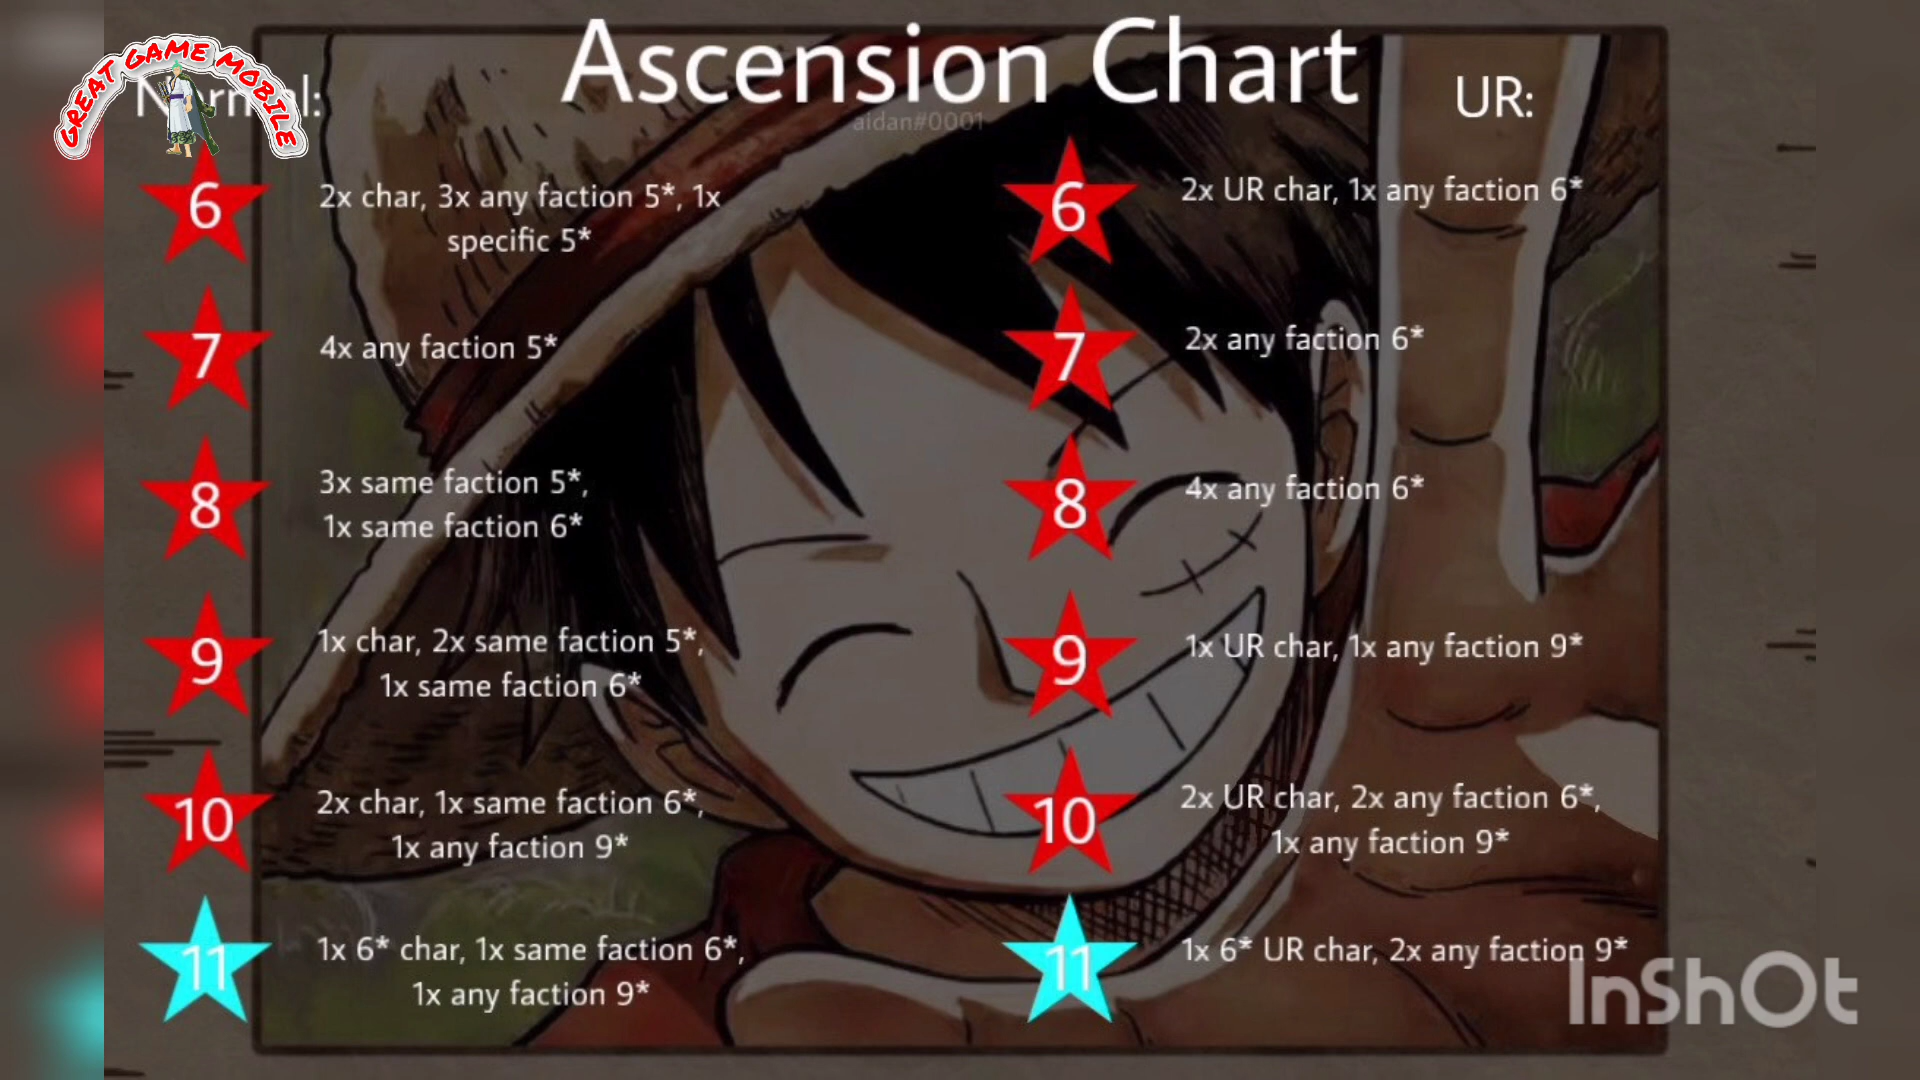 GREAT GAME MOBILE
Ascension Chart
aidan#0001
Normal:
6
2x char, 3x any faction 5*, 1x
specific 5*
7
4x any faction 5*
8
3x same faction 5*,
1x same faction 6*
9
1x char, 2x same faction 5*,
1x same faction 6*
10
2x char, 1x same faction 6*,
1x any faction 9*
11
1x 6* char, 1x same faction 6*,
1x any faction 9*
UR:
6
2x UR char, 1x any faction 6*
7
2x any faction 6*
8
4x any faction 6*
9
1x UR char, 1x any faction 9*
10
2x UR char, 2x any faction 6*,
1x any faction 9*
11
1x 6* UR char, 2x any faction 9*
InShOt